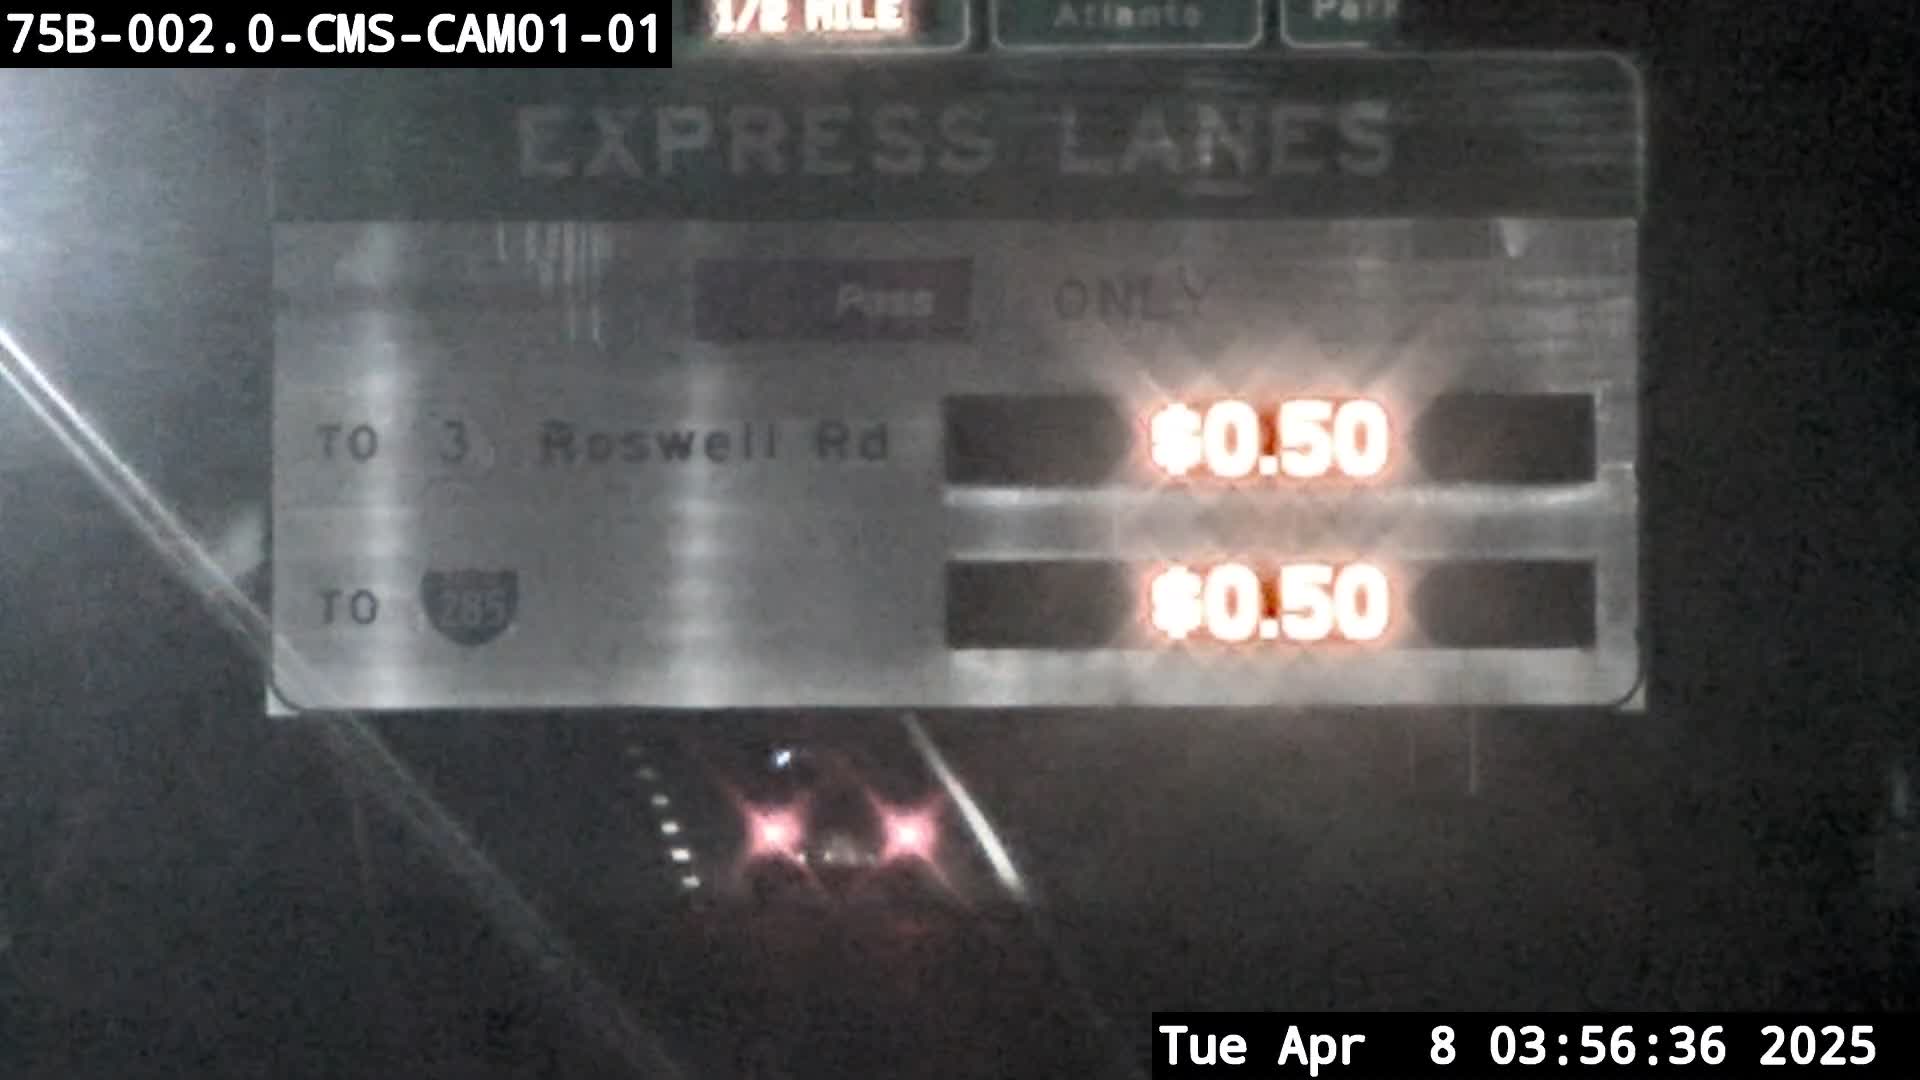 75B-002.0-CMS-CAM01-01
1/2 MILE
Atlanta
Park
EXPRESS LANES
Pass ONLY
TO 3 Roswell Rd $0.50
TO 285 $0.50
Tue Apr 8 03:56:36 2025